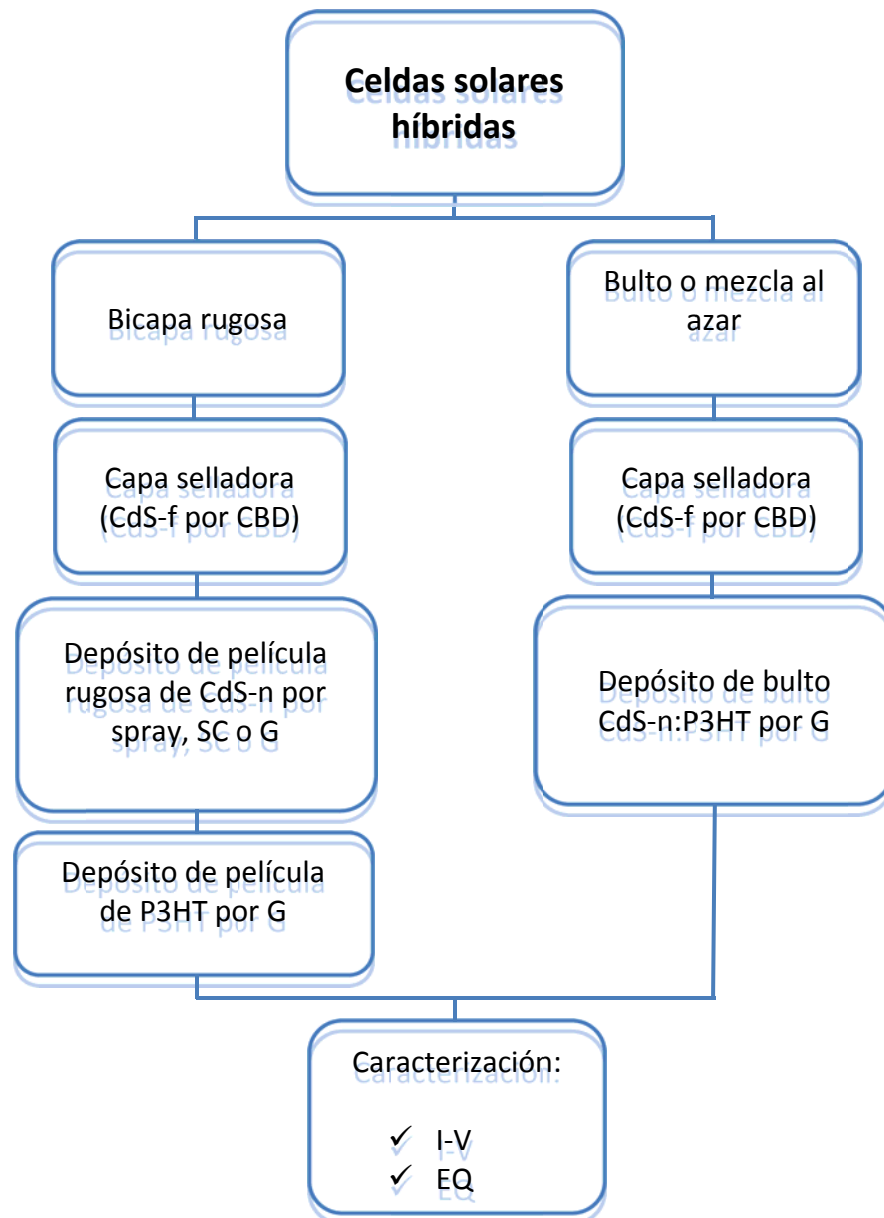 Celdas solares
híbridas
Bicapa rugosa
Bulto o mezcla al
azar
Capa selladora
(CdS-f por CBD)
Capa selladora
(CdS-f por CBD)
Depósito de película
rugosa de CdS-n por
spray, SC o G
Depósito de bulto
CdS-n:P3HT por G
Depósito de película
de P3HT por G
Caracterización:
✓ I-V
✓ EQ